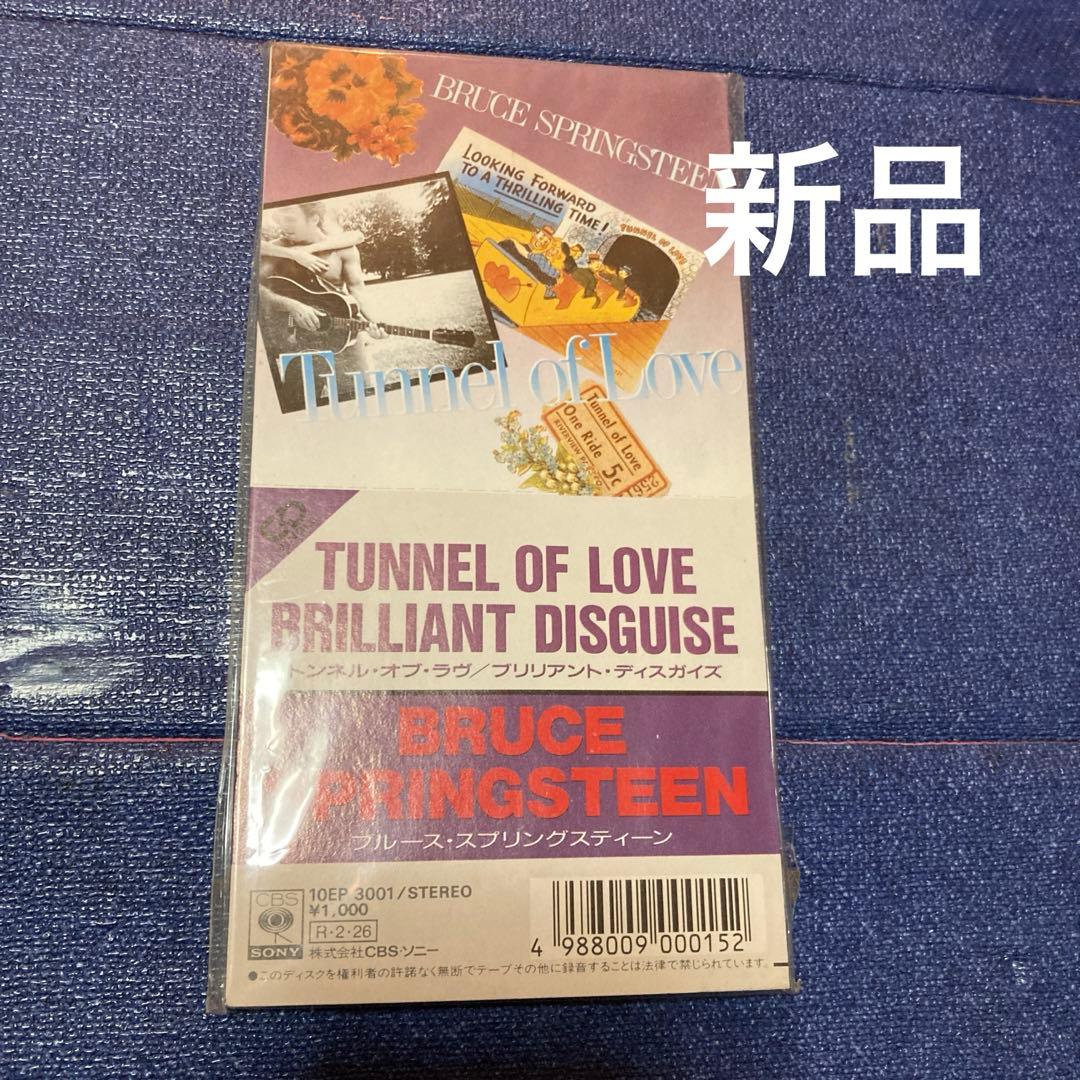 BRUCE SPRINGSTEEN
新品
LOOKING FORWARD
TO A THRILLING TIME!
TUNNEL OF LOVE
Tunnel of Love
Tunnel of Love
One Ride 5c
TUNNEL OF LOVE
BRILLIANT DISGUISE
トンネル・オブ・ラヴ/ブリリアント・ディスガイズ
BRUCE
SPRINGSTEEN
ブルース・スプリングスティーン
CBS
SONY
10EP 3001/STEREO
¥1,000
R・2・26
株式会社CBS・ソニー
4 988009 000152
●このディスクを権利者の許諾なく無断でテープその他に録音することは法律で禁じられています。